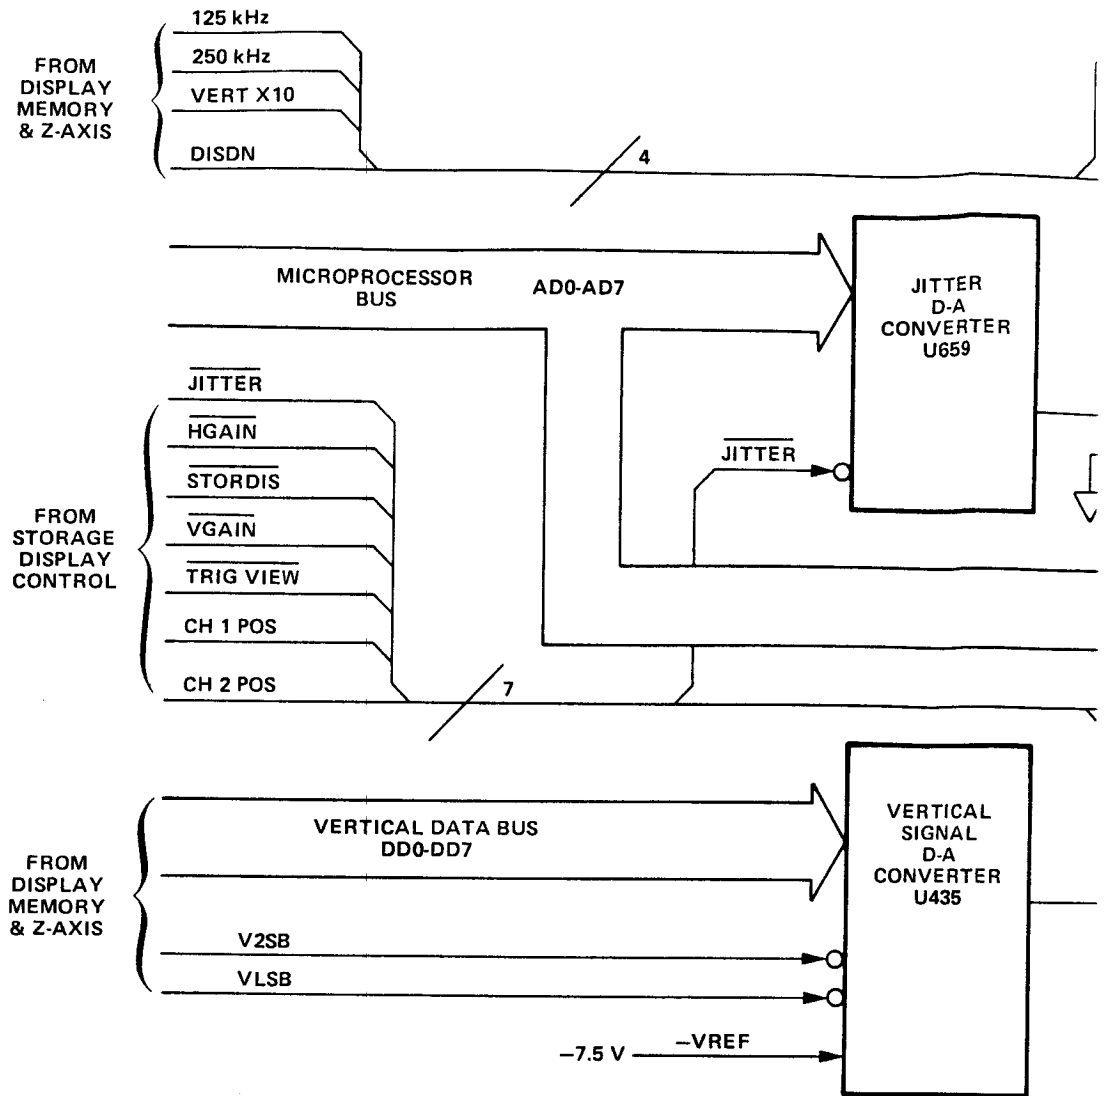 125 kHz
250 kHz
VERT X10
DISDN
FROM
DISPLAY
MEMORY
& Z-AXIS
4
MICROPROCESSOR
BUS
AD0-AD7
JITTER
D-A
CONVERTER
U659
JITTER
HGAIN
STORDIS
VGAIN
TRIG VIEW
CH 1 POS
CH 2 POS
FROM
STORAGE
DISPLAY
CONTROL
JITTER
7
VERTICAL DATA BUS
DD0-DD7
FROM
DISPLAY
MEMORY
& Z-AXIS
V2SB
VLSB
–7.5 V
–VREF
VERTICAL
SIGNAL
D-A
CONVERTER
U435